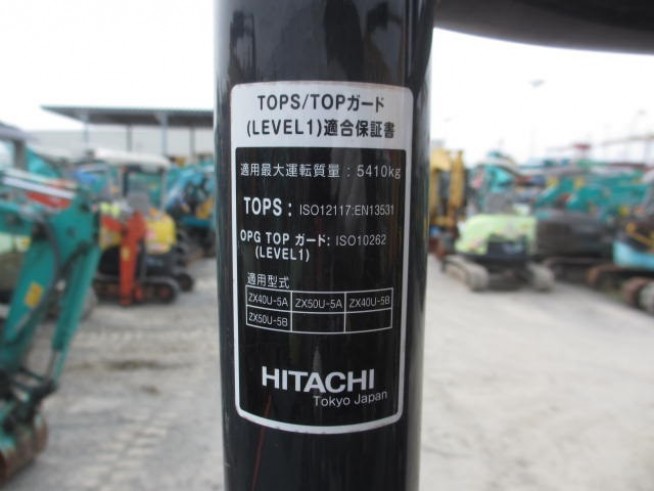 TOPS/TOPガード
(LEVEL1)適合保証書
適用最大運転質量：5410kg
TOPS：ISO12117:EN13531
OPG TOP ガード：ISO10262
(LEVEL1)
適用型式
ZX40U-5A ZX50U-5A ZX40U-5B
ZX50U-5B
HITACHI
Tokyo Japan